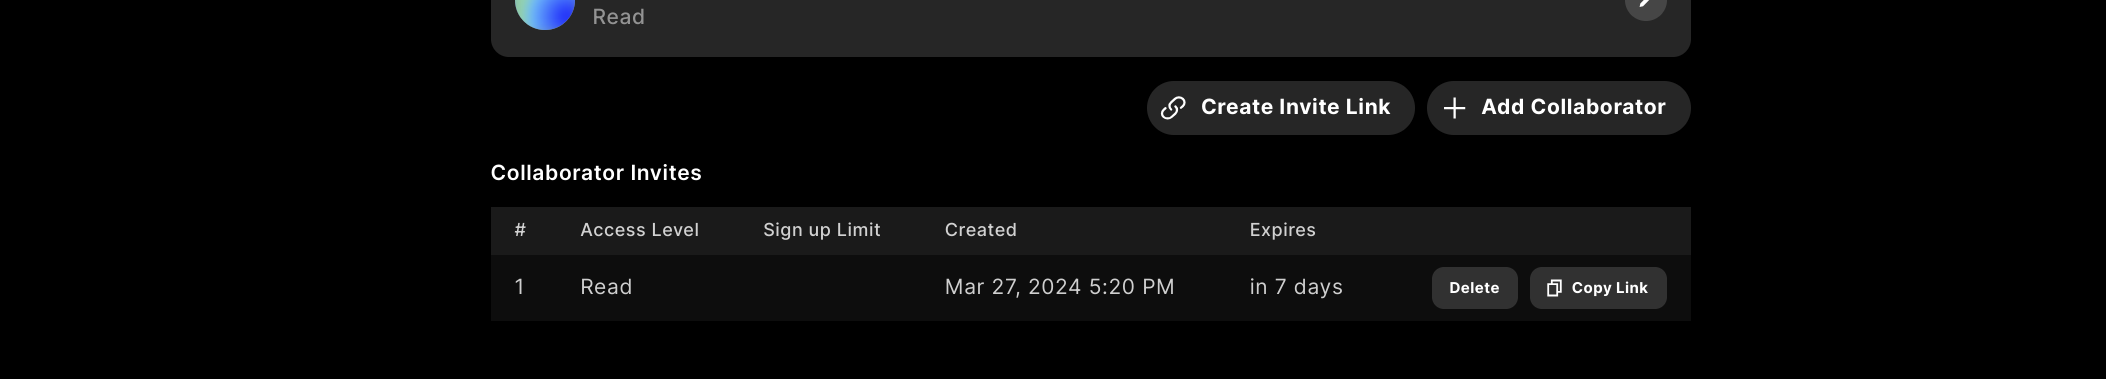 Read
Create Invite Link Add Collaborator
Collaborator Invites
# Access Level Sign up Limit Created Expires
1 Read Mar 27, 2024 5:20 PM in 7 days Delete Copy Link